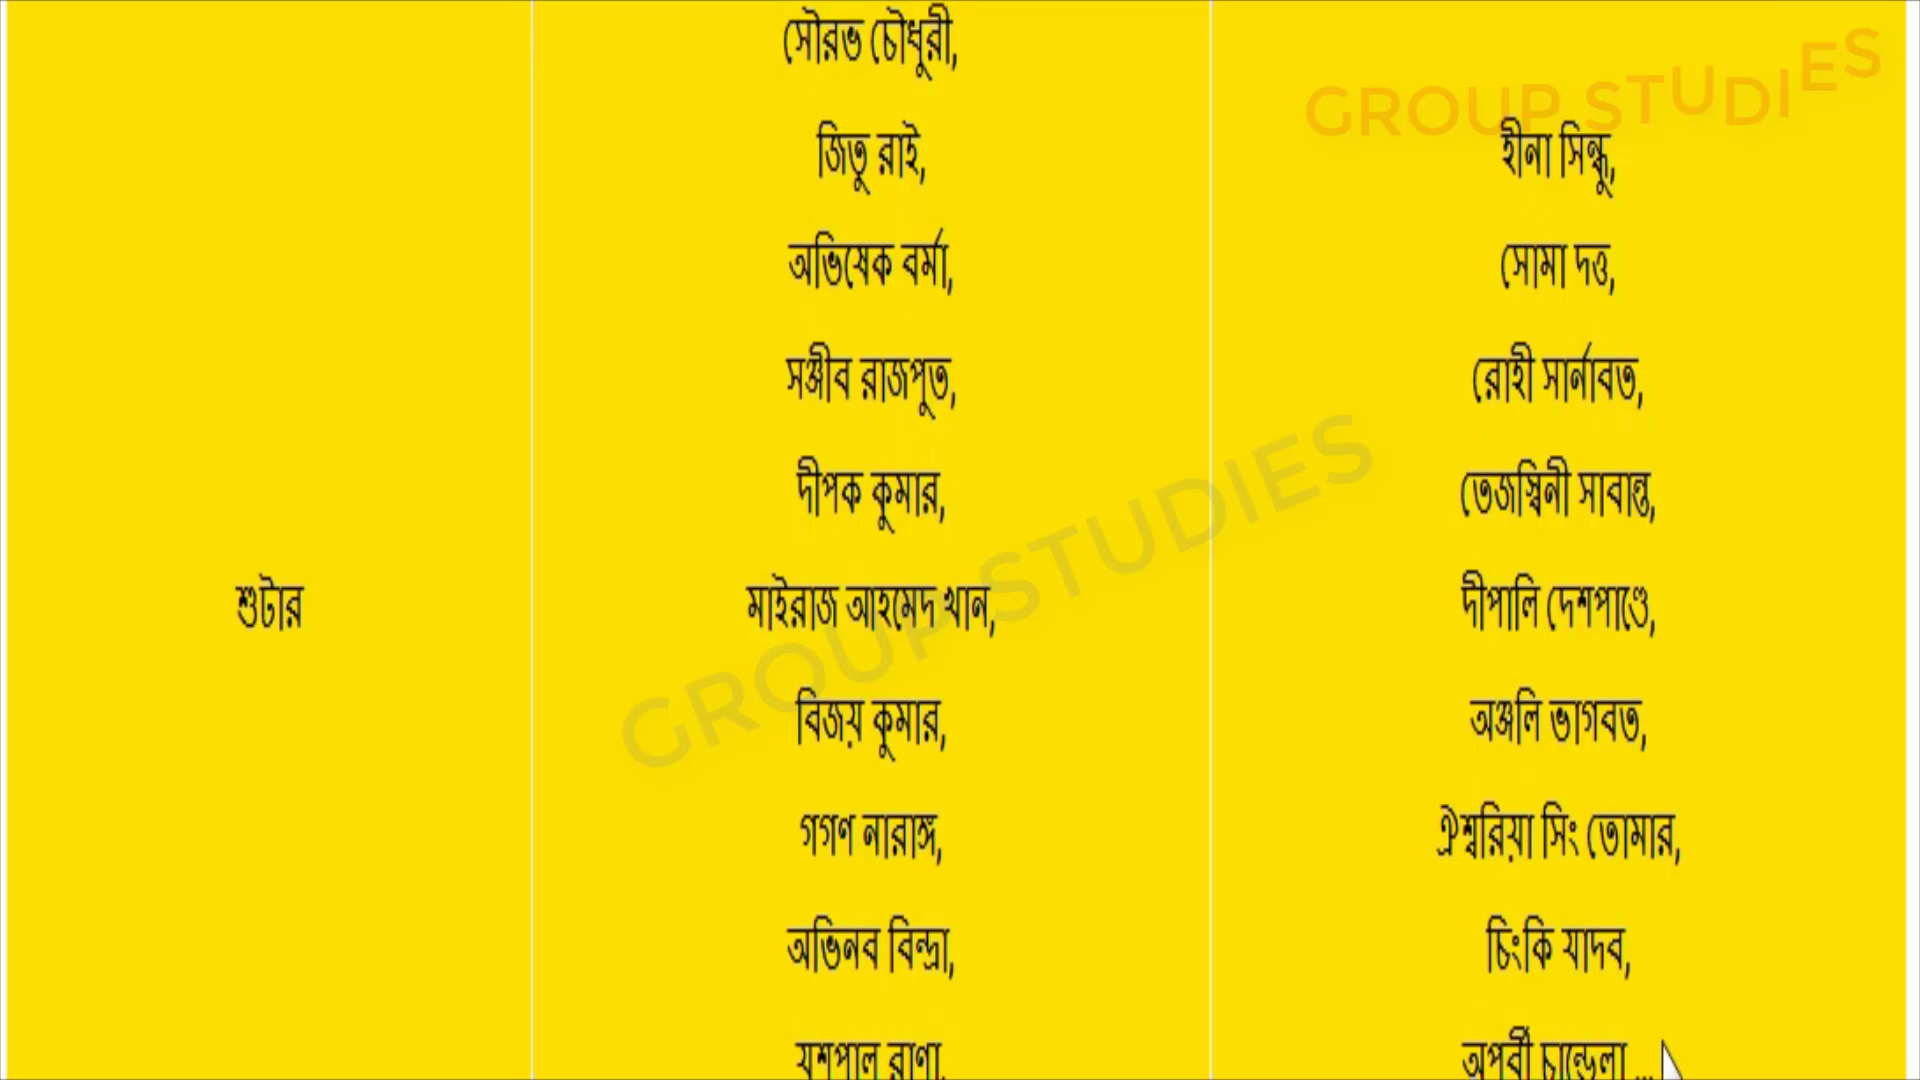 সৌরভ চৌধুরী,
GROUP STUDIES
জিতু রাই,
হীনা সিন্ধু,
অভিষেক বর্মা,
সোমা দত্ত,
সঞ্জীব রাজপুত,
রোহী সার্নাবত,
দীপক কুমার,
তেজস্বিনী সাবান্ত,
শুটার
মাইরাজ আহমেদ খান,
দীপালি দেশপাণ্ডে,
GROUP STUDIES
বিজয় কুমার,
অঞ্জলি ভাগবত,
গগণ নারাঙ্গ,
ঐশ্বরিয়া সিং তোমার,
অভিনব বিন্দ্রা,
চিংকি যাদব,
যশপাল রাণা,
অপূর্বী চান্ডেলা ...